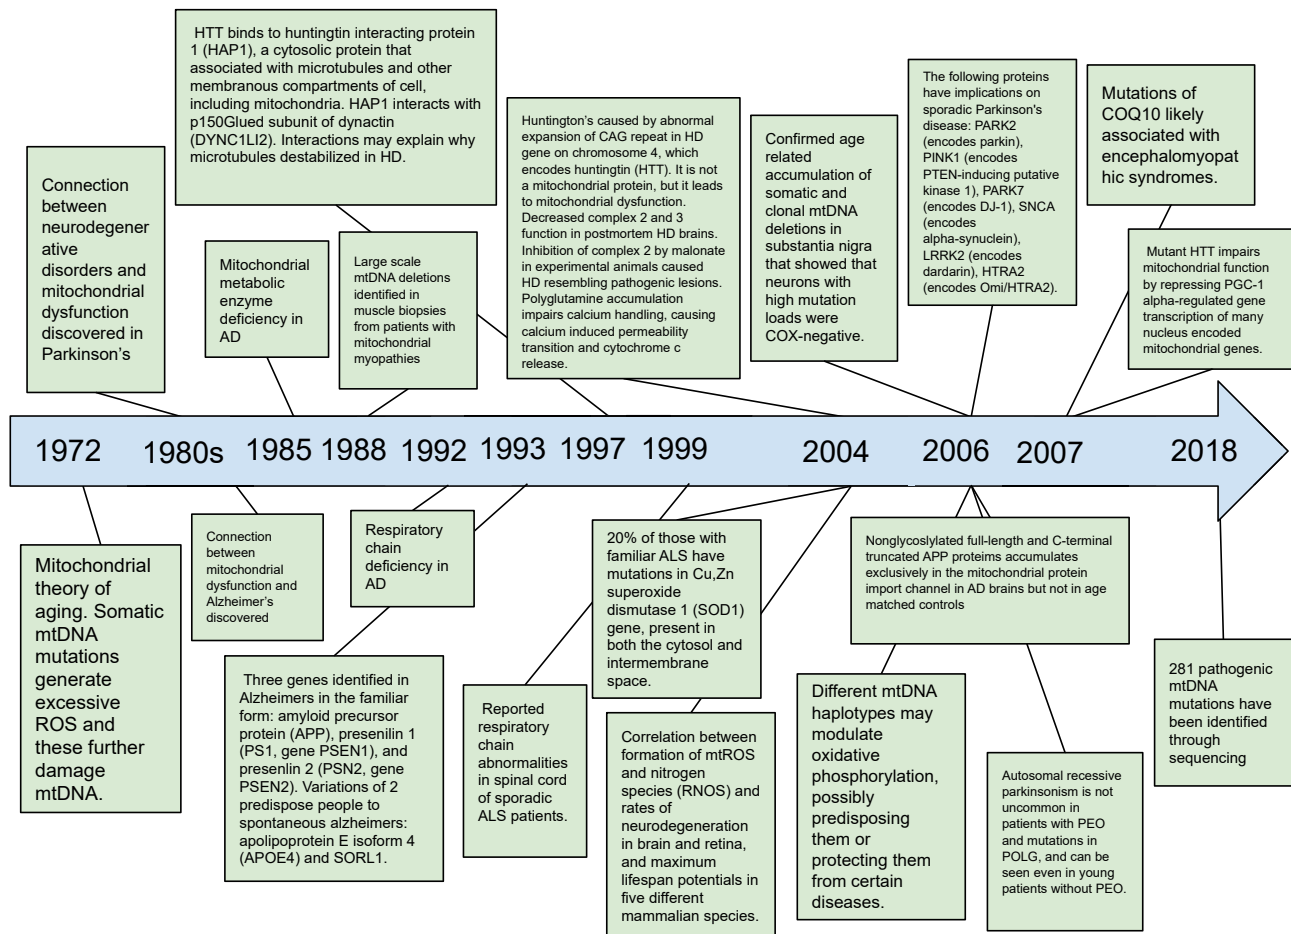 HTT binds to huntingtin interacting protein
1 (HAP1), a cytosolic protein that
associated with microtubules and other
membranous compartments of cell,
including mitochondria. HAP1 interacts with
p150Glued subunit of dynactin
(DYNC1LI2). Interactions may explain why
microtubules destabilized in HD.
Connection
between
neurodegener
ative
disorders and
mitochondrial
dysfunction
discovered in
Parkinson's
Mitochondrial
metabolic
enzyme
deficiency in
AD
Large scale
mtDNA deletions
identified in
muscle biopsies
from patients with
mitochondrial
myopathies
Huntington's caused by abnormal
expansion of CAG repeat in HD
gene on chromosome 4, which
encodes huntingtin (HTT). It is not
a mitochondrial protein, but it leads
to mitochondrial dysfunction.
Decreased complex 2 and 3
function in postmortem HD brains.
Inhibition of complex 2 by malonate
in experimental animals caused
HD resembling pathogenic lesions.
Polyglutamine accumulation
impairs calcium handling, causing
calcium induced permeability
transition and cytochrome c
release.
Confirmed age
related
accumulation of
somatic and
clonal mtDNA
deletions in
substantia nigra
that showed that
neurons with
high mutation
loads were
COX-negative.
The following proteins
have implications on
sporadic Parkinson's
disease: PARK2
(encodes parkin),
PINK1 (encodes
PTEN-inducing putative
kinase 1), PARK7
(encodes DJ-1), SNCA
(encodes
alpha-synuclein),
LRRK2 (encodes
dardarin), HTRA2
(encodes Omi/HTRA2).
Mutations of
COQ10 likely
associated with
encephalomyopat
hic syndromes.
Mutant HTT impairs
mitochondrial function
by repressing PGC-1
alpha-regulated gene
transcription of many
nucleus encoded
mitochondrial genes.
1972 1980s 1985 1988 1992 1993 1997 1999 2004 2006 2007 2018
Mitochondrial
theory of
aging. Somatic
mtDNA
mutations
generate
excessive
ROS and
these further
damage
mtDNA.
Connection
between
mitochondrial
dysfunction and
Alzheimer's
discovered
Respiratory
chain
deficiency in
AD
Three genes identified in
Alzheimers in the familiar
form: amyloid precursor
protein (APP), presenilin 1
(PS1, gene PSEN1), and
presenlin 2 (PSN2, gene
PSEN2). Variations of 2
predispose people to
spontaneous alzheimers:
apolipoprotein E isoform 4
(APOE4) and SORL1.
Reported
respiratory
chain
abnormalities
in spinal cord
of sporadic
ALS patients.
20% of those with
familiar ALS have
mutations in Cu,Zn
superoxide
dismutase 1 (SOD1)
gene, present in
both the cytosol and
intermembrane
space.
Correlation between
formation of mtROS
and nitrogen
species (RNOS) and
rates of
neurodegeneration
in brain and retina,
and maximum
lifespan potentials in
five different
mammalian species.
Nonglycoslylated full-length and C-terminal
truncated APP proteims accumulates
exclusively in the mitochondrial protein
import channel in AD brains but not in age
matched controls
Different mtDNA
haplotypes may
modulate
oxidative
phosphorylation,
possibly
predisposing
them or
protecting them
from certain
diseases.
Autosomal recessive
parkinsonism is not
uncommon in
patients with PEO
and mutations in
POLG, and can be
seen even in young
patients without PEO.
281 pathogenic
mtDNA
mutations have
been identified
through
sequencing